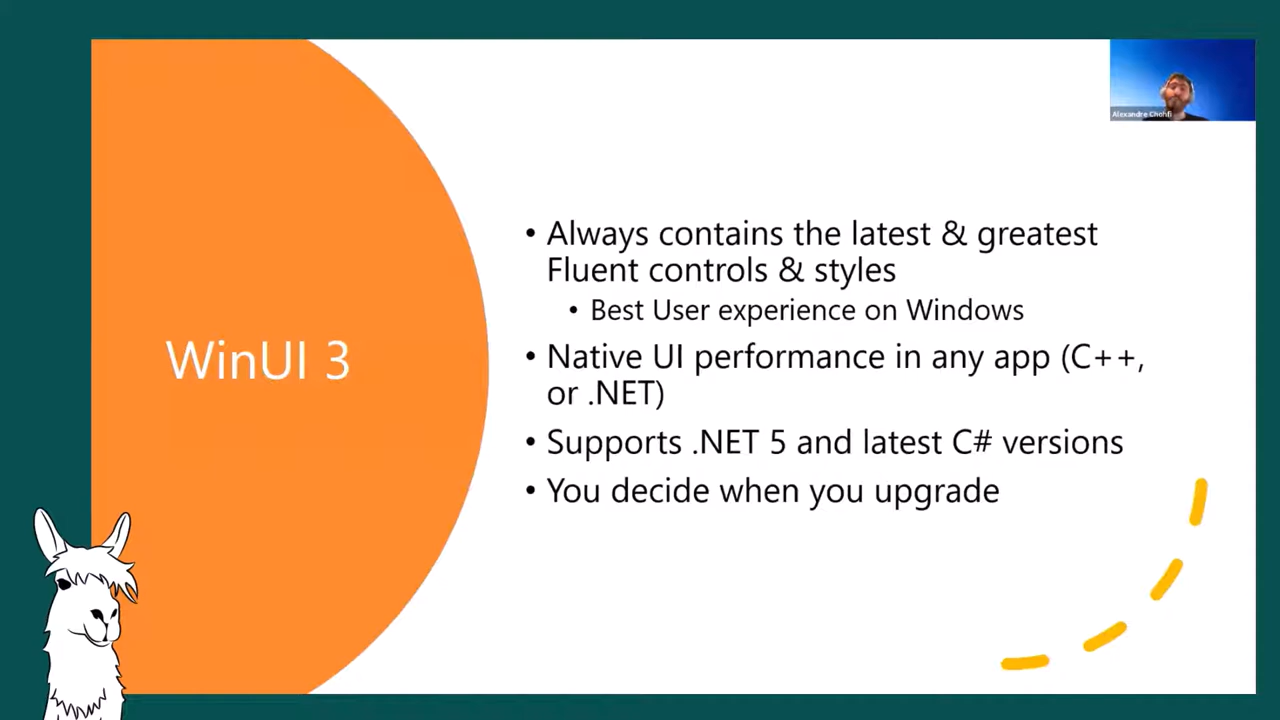 Alexandre Chohfi
WinUI 3
• Always contains the latest & greatest
Fluent controls & styles
• Best User experience on Windows
• Native UI performance in any app (C++,
or .NET)
• Supports .NET 5 and latest C# versions
• You decide when you upgrade